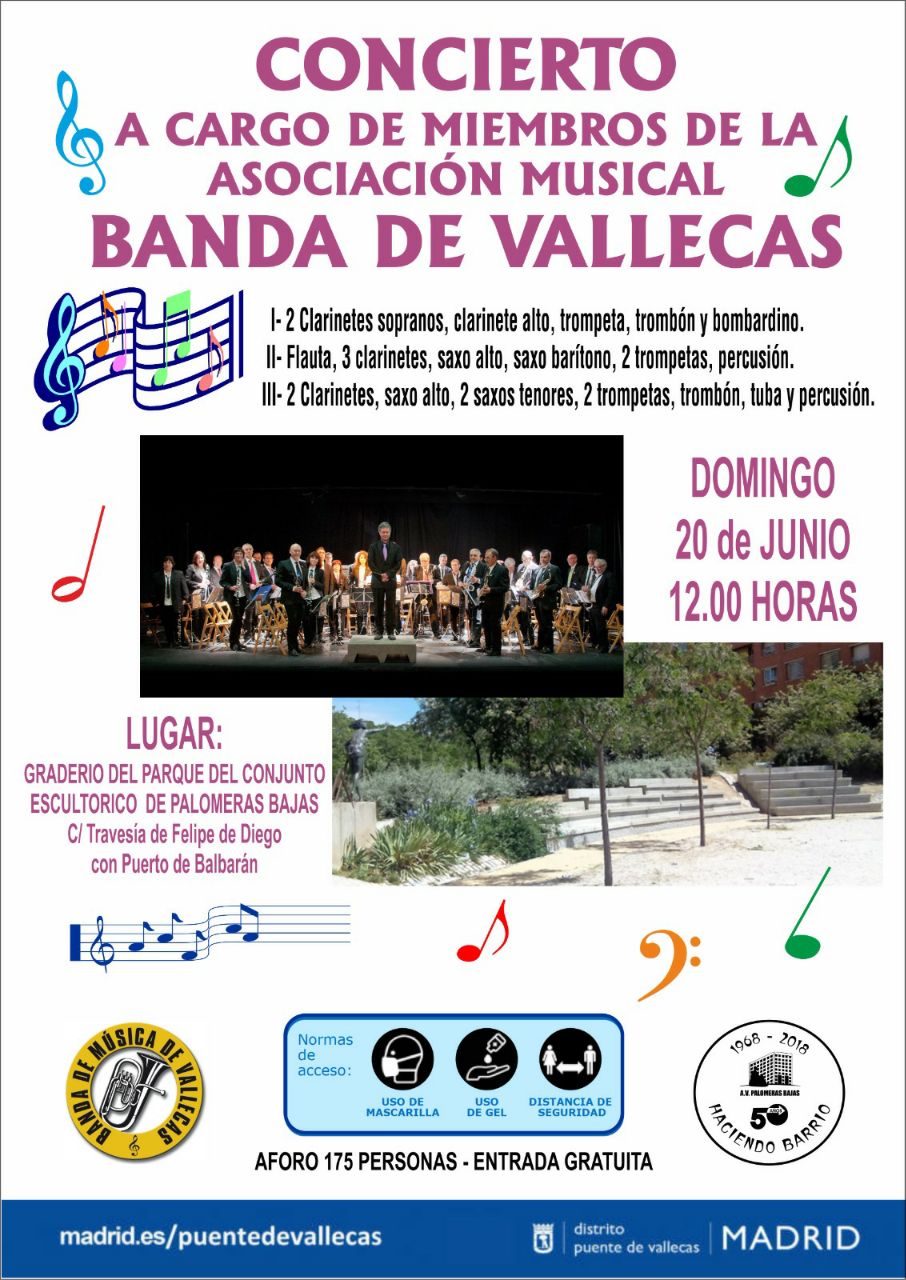 CONCIERTO
A CARGO DE MIEMBROS DE LA
ASOCIACIÓN MUSICAL
BANDA DE VALLECAS
I- 2 Clarinetes sopranos, clarinete alto, trompeta, trombón y bombardino.
II- Flauta, 3 clarinetes, saxo alto, saxo barítono, 2 trompetas, percusión.
III- 2 Clarinetes, saxo alto, 2 saxos tenores, 2 trompetas, trombón, tuba y percusión.
DOMINGO
20 de JUNIO
12.00 HORAS
LUGAR:
GRADERIO DEL PARQUE DEL CONJUNTO
ESCULTORICO DE PALOMERAS BAJAS
C/ Travesía de Felipe de Diego
con Puerto de Balbarán
BANDA DE MÚSICA DE VALLECAS
Normas
de
acceso:
USO DE
MASCARILLA
USO
DE GEL
DISTANCIA DE
SEGURIDAD
1968 - 2018
A.V. PALOMERAS BAJAS
50
HACIENDO BARRIO
AFORO 175 PERSONAS - ENTRADA GRATUITA
madrid.es/puentedevallecas
distrito
puente de vallecas
MADRID